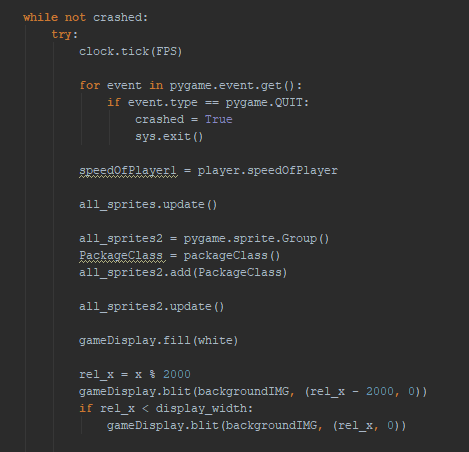 while not crashed:
    try:
        clock.tick(FPS)

        for event in pygame.event.get():
            if event.type == pygame.QUIT:
                crashed = True
                sys.exit()

        speedOfPlayer1 = player.speedOfPlayer

        all_sprites.update()

        all_sprites2 = pygame.sprite.Group()
        PackageClass = packageClass()
        all_sprites2.add(PackageClass)

        all_sprites2.update()

        gameDisplay.fill(white)

        rel_x = x % 2000
        gameDisplay.blit(backgroundIMG, (rel_x - 2000, 0))
        if rel_x < display_width:
            gameDisplay.blit(backgroundIMG, (rel_x, 0))